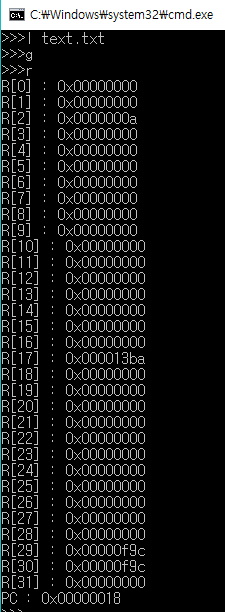 C:₩Windows₩system32₩cmd.exe
>>>l text.txt
>>>g
>>>r
R[0] : 0x00000000
R[1] : 0x00000000
R[2] : 0x0000000a
R[3] : 0x00000000
R[4] : 0x00000000
R[5] : 0x00000000
R[6] : 0x00000000
R[7] : 0x00000000
R[8] : 0x00000000
R[9] : 0x00000000
R[10] : 0x00000000
R[11] : 0x00000000
R[12] : 0x00000000
R[13] : 0x00000000
R[14] : 0x00000000
R[15] : 0x00000000
R[16] : 0x00000000
R[17] : 0x000013ba
R[18] : 0x00000000
R[19] : 0x00000000
R[20] : 0x00000000
R[21] : 0x00000000
R[22] : 0x00000000
R[23] : 0x00000000
R[24] : 0x00000000
R[25] : 0x00000000
R[26] : 0x00000000
R[27] : 0x00000000
R[28] : 0x00000000
R[29] : 0x00000f9c
R[30] : 0x00000f9c
R[31] : 0x00000000
PC : 0x00000018
>>>